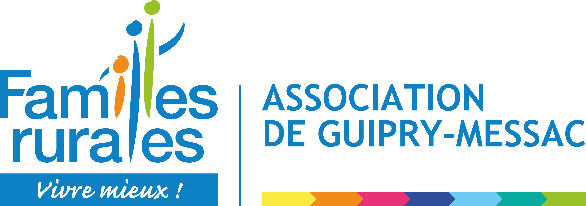 Familles
rurales
Vivre mieux !
ASSOCIATION
DE GUIPRY-MESSAC